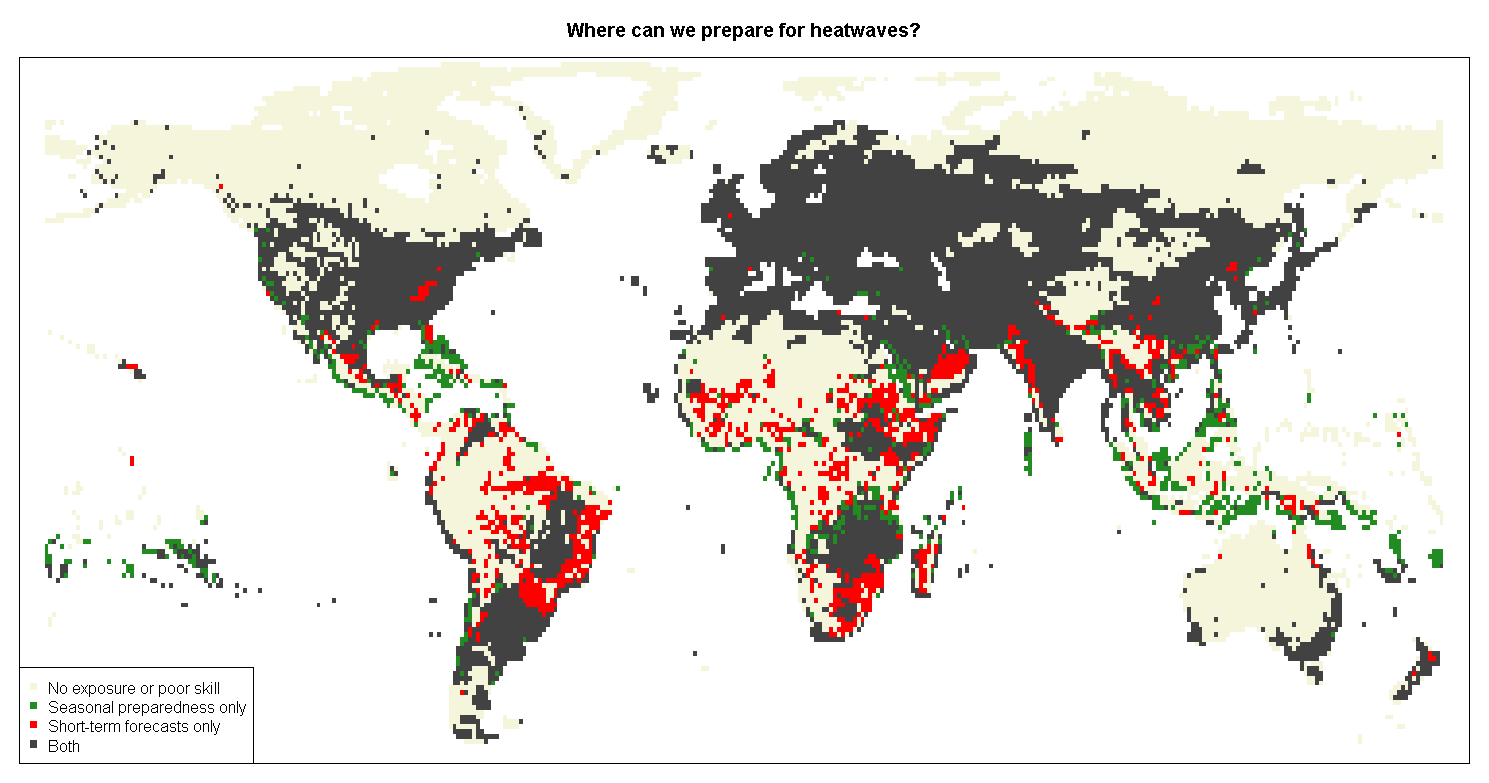 Where can we prepare for heatwaves?
No exposure or poor skill
Seasonal preparedness only
Short-term forecasts only
Both